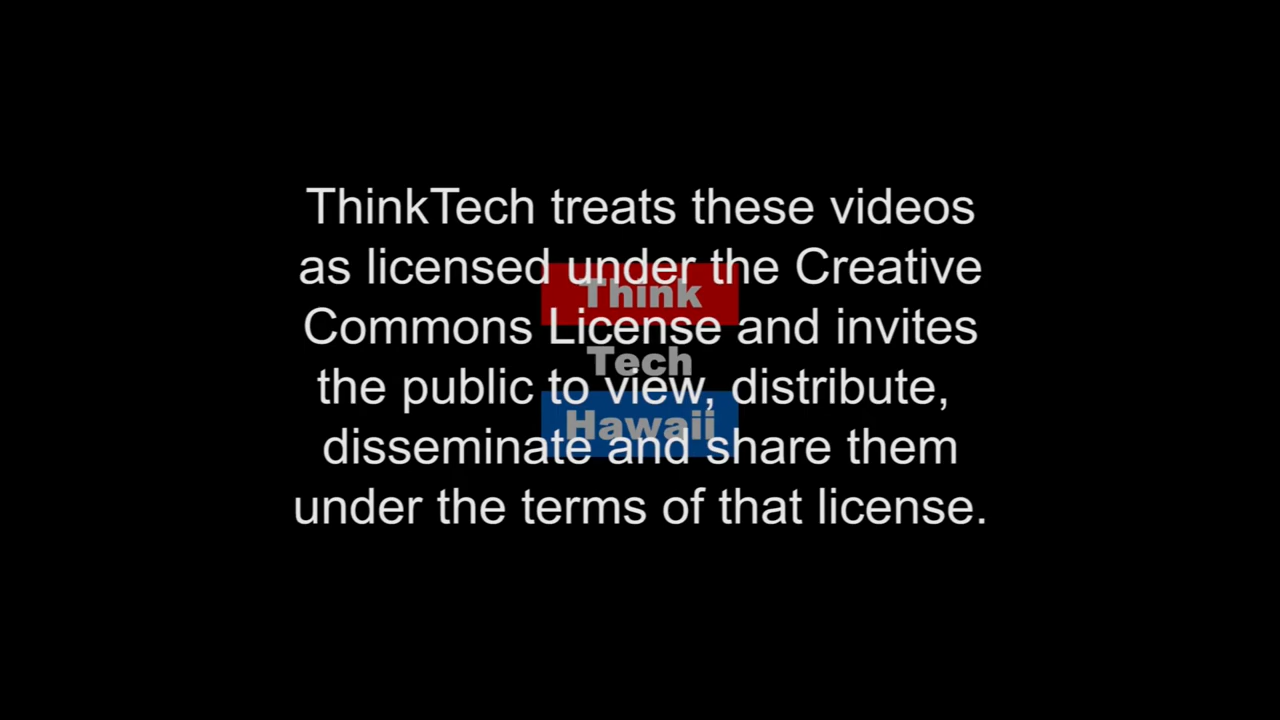 ThinkTech treats these videos
as licensed under the Creative
Commons License and invites
the public to view, distribute,
disseminate and share them
under the terms of that license.
Think
Tech
Hawaii